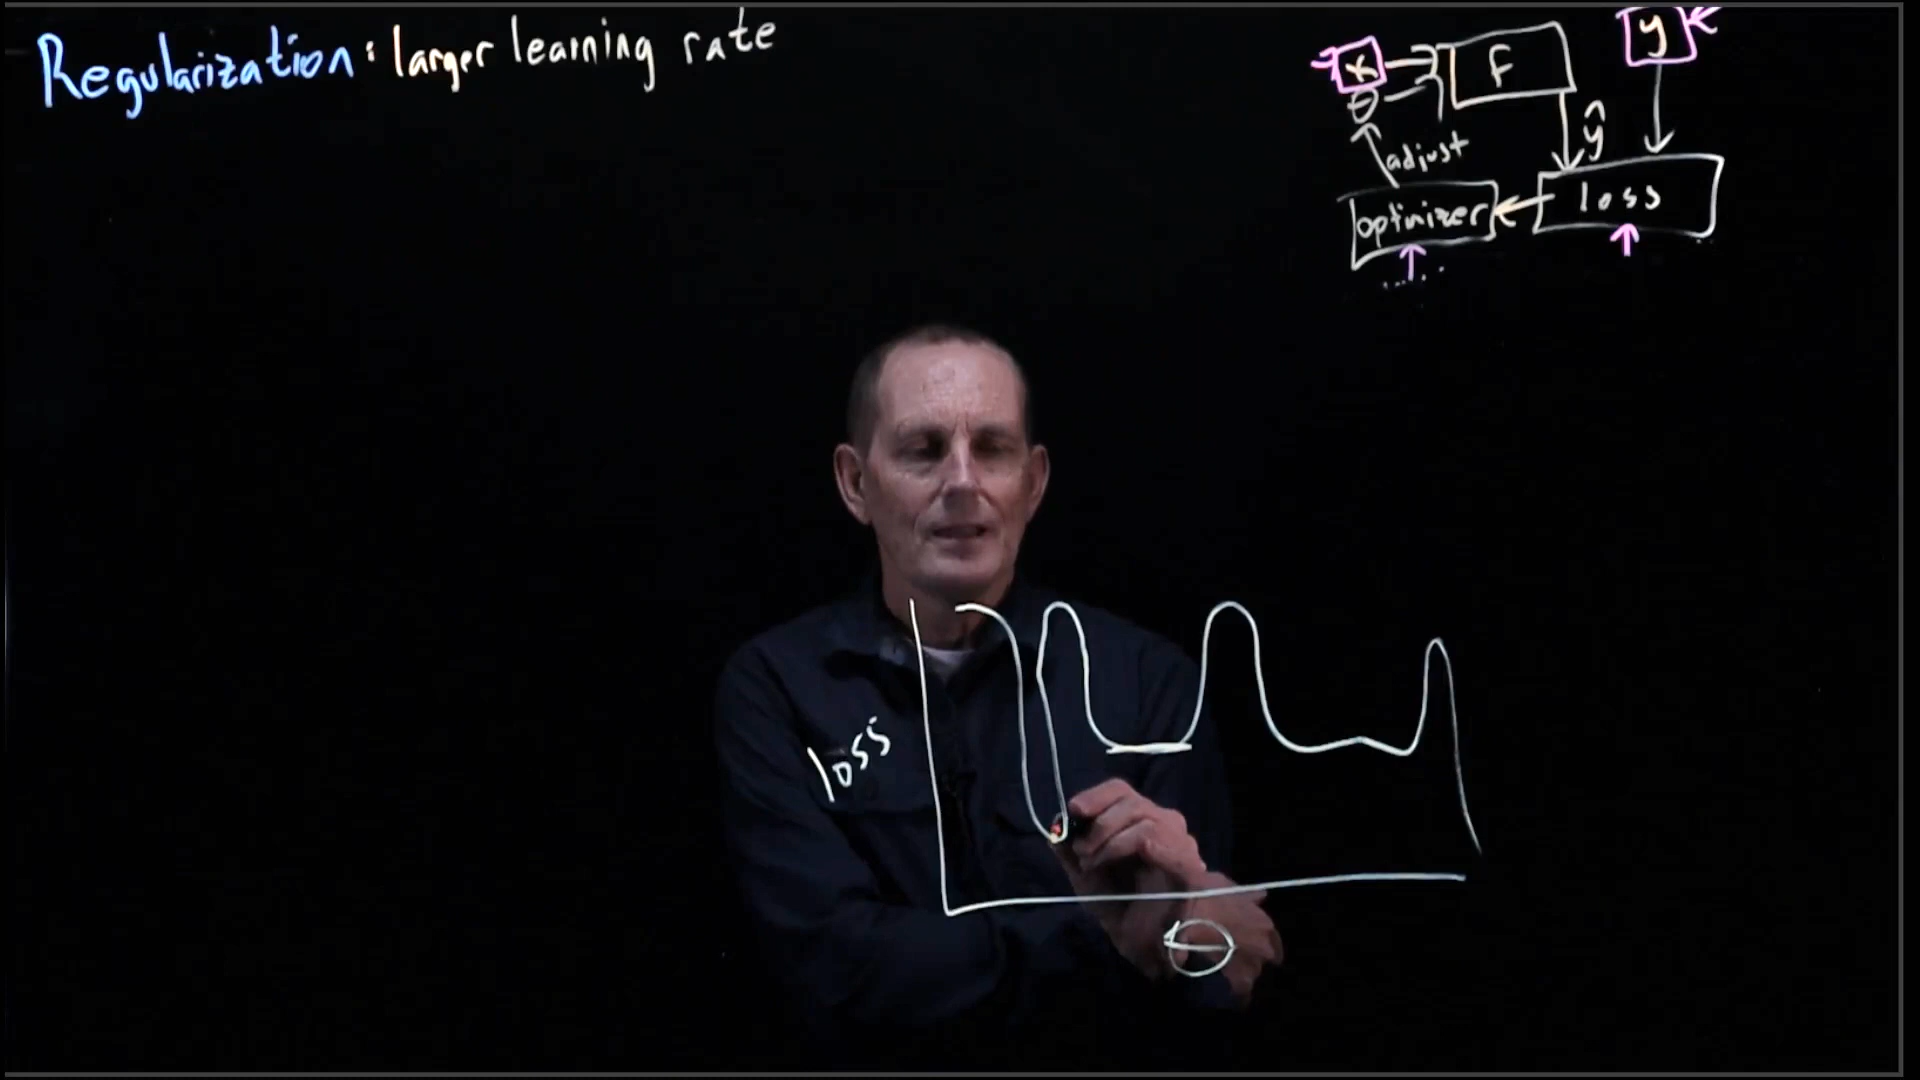 Regularization: larger learning rate
x
F
y
θ
ŷ
adjust
optimizer
loss
loss
θ